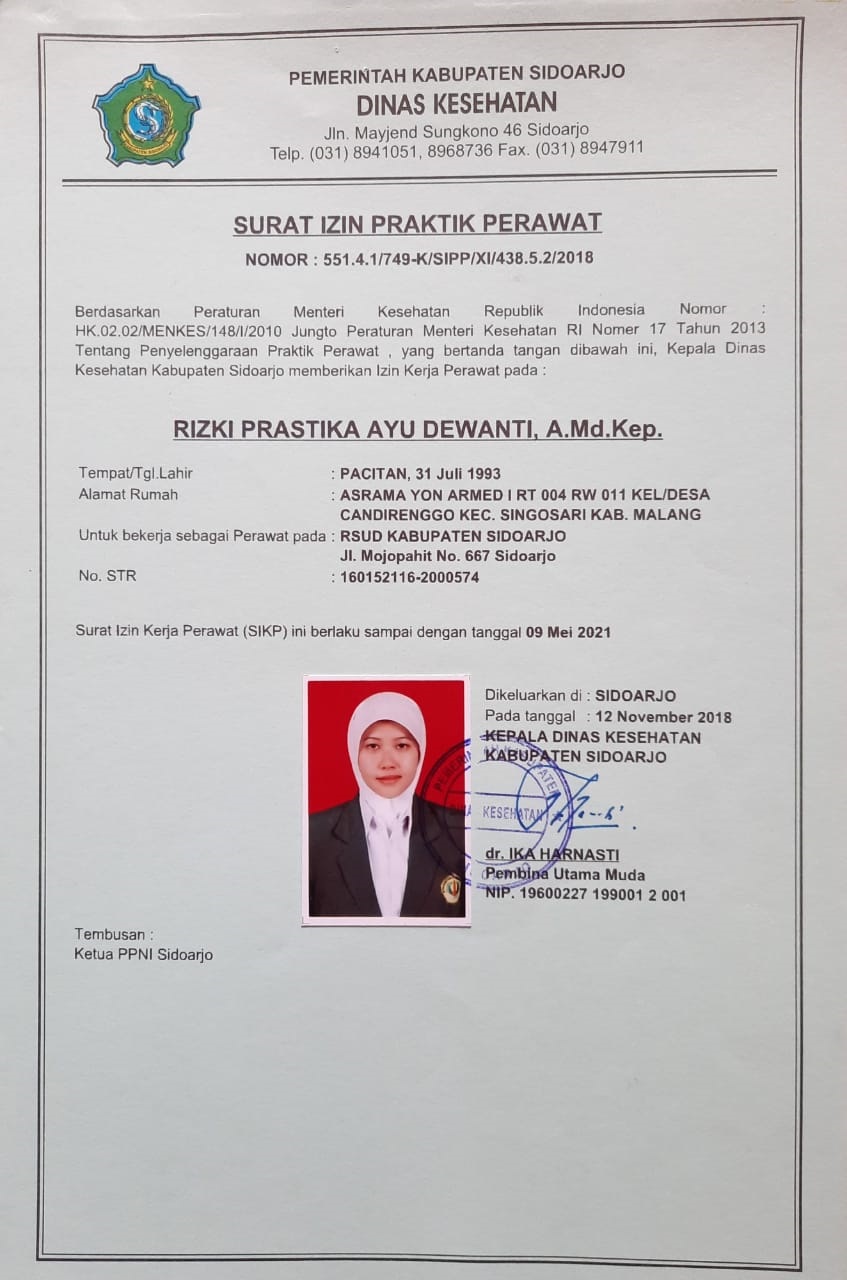 PEMERINTAH KABUPATEN SIDOARJO
DINAS KESEHATAN
Jln. Mayjend Sungkono 46 Sidoarjo
Telp. (031) 8941051, 8968736 Fax. (031) 8947911
SURAT IZIN PRAKTIK PERAWAT
NOMOR : 551.4.1/749-K/SIPP/XI/438.5.2/2018
Berdasarkan Peraturan Menteri Kesehatan Republik Indonesia Nomor :
HK.02.02/MENKES/148/I/2010 Jungto Peraturan Menteri Kesehatan RI Nomer 17 Tahun 2013
Tentang Penyelenggaraan Praktik Perawat , yang bertanda tangan dibawah ini, Kepala Dinas
Kesehatan Kabupaten Sidoarjo memberikan Izin Kerja Perawat pada :
RIZKI PRASTIKA AYU DEWANTI, A.Md.Kep.
Tempat/Tgl.Lahir : PACITAN, 31 Juli 1993
Alamat Rumah : ASRAMA YON ARMED I RT 004 RW 011 KEL/DESA
CANDIRENGGO KEC. SINGOSARI KAB. MALANG
Untuk bekerja sebagai Perawat pada : RSUD KABUPATEN SIDOARJO
Jl. Mojopahit No. 667 Sidoarjo
No. STR : 160152116-2000574
Surat Izin Kerja Perawat (SIKP) ini berlaku sampai dengan tanggal 09 Mei 2021
Dikeluarkan di : SIDOARJO
Pada tanggal : 12 November 2018
KEPALA DINAS KESEHATAN
KABUPATEN SIDOARJO
KESEHATAN
dr. IKA HARNASTI
Pembina Utama Muda
NIP. 19600227 199001 2 001
Tembusan :
Ketua PPNI Sidoarjo